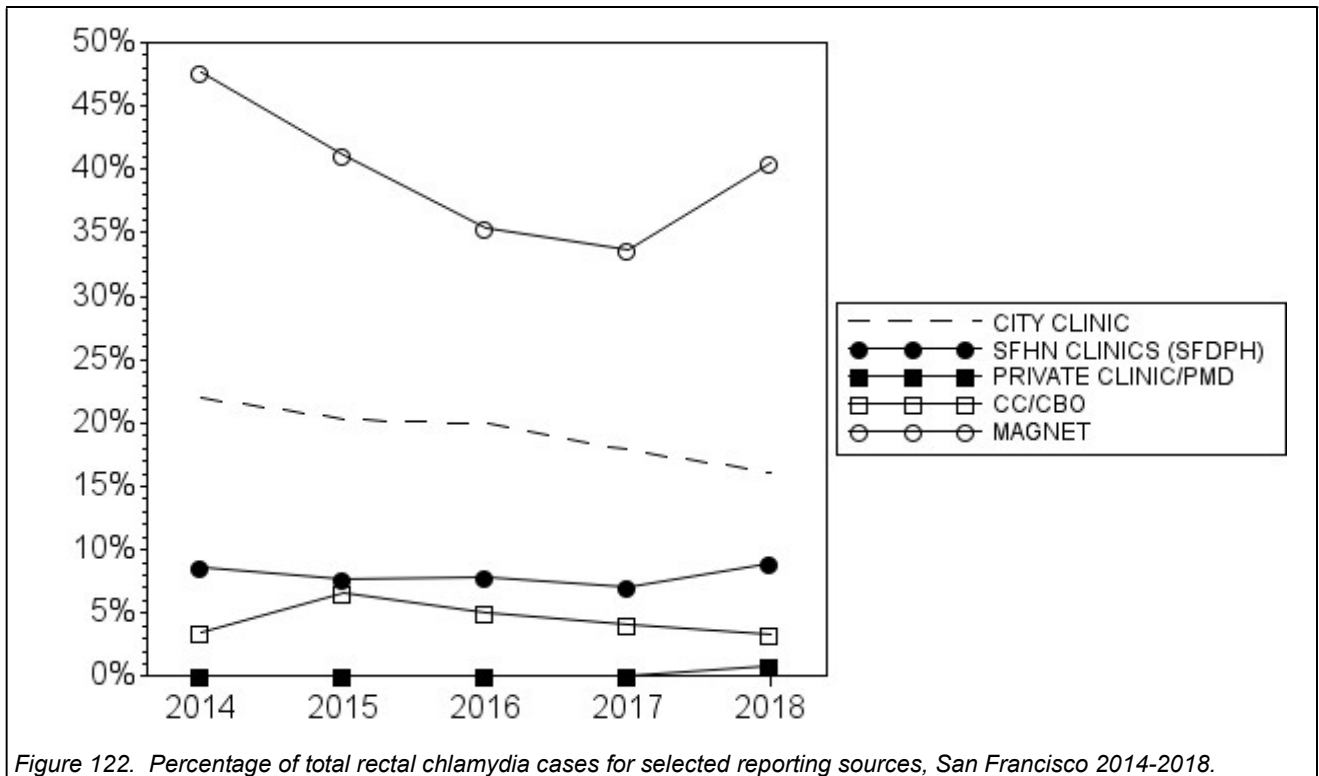 50%
45%
40%
35%
30%
25%
20%
15%
10%
5%
0%
2014 2015 2016 2017 2018
CITY CLINIC
SFHN CLINICS (SFDPH)
PRIVATE CLINIC/PMD
CC/CBO
MAGNET
Figure 122. Percentage of total rectal chlamydia cases for selected reporting sources, San Francisco 2014-2018.